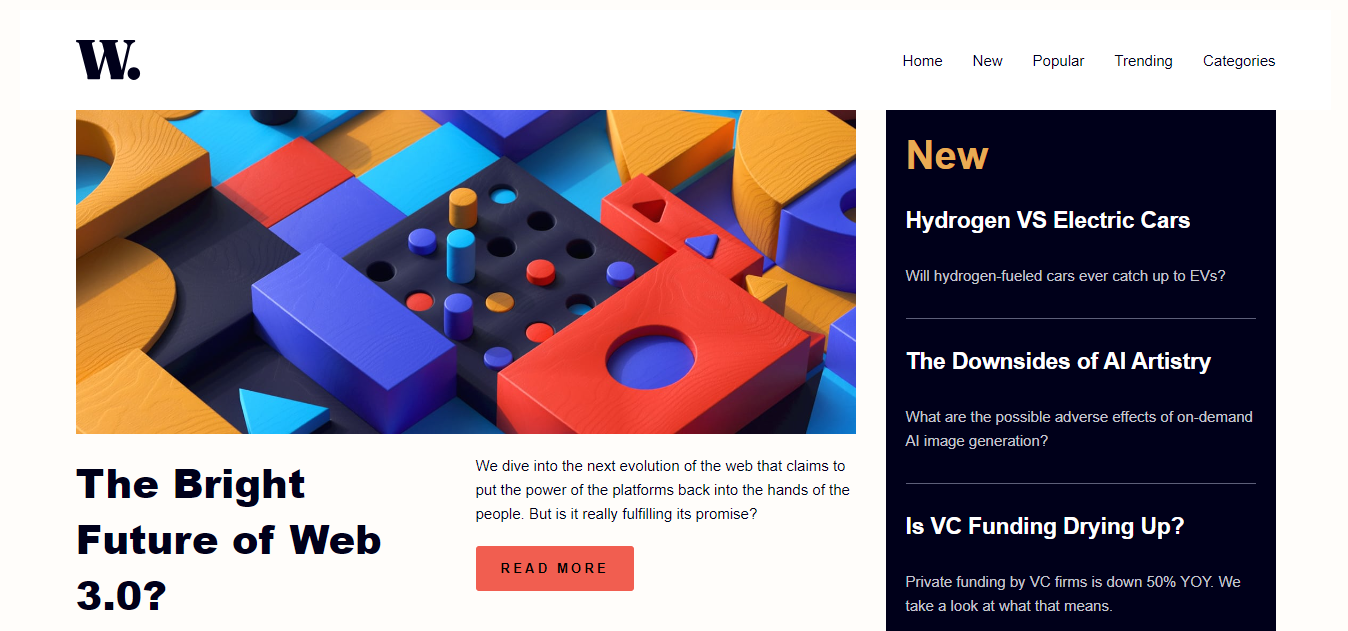 W.
Home New Popular Trending Categories
The Bright
Future of Web
3.0?
We dive into the next evolution of the web that claims to
put the power of the platforms back into the hands of the
people. But is it really fulfilling its promise?
READ MORE
New
Hydrogen VS Electric Cars
Will hydrogen-fueled cars ever catch up to EVs?
The Downsides of AI Artistry
What are the possible adverse effects of on-demand
AI image generation?
Is VC Funding Drying Up?
Private funding by VC firms is down 50% YOY. We
take a look at what that means.